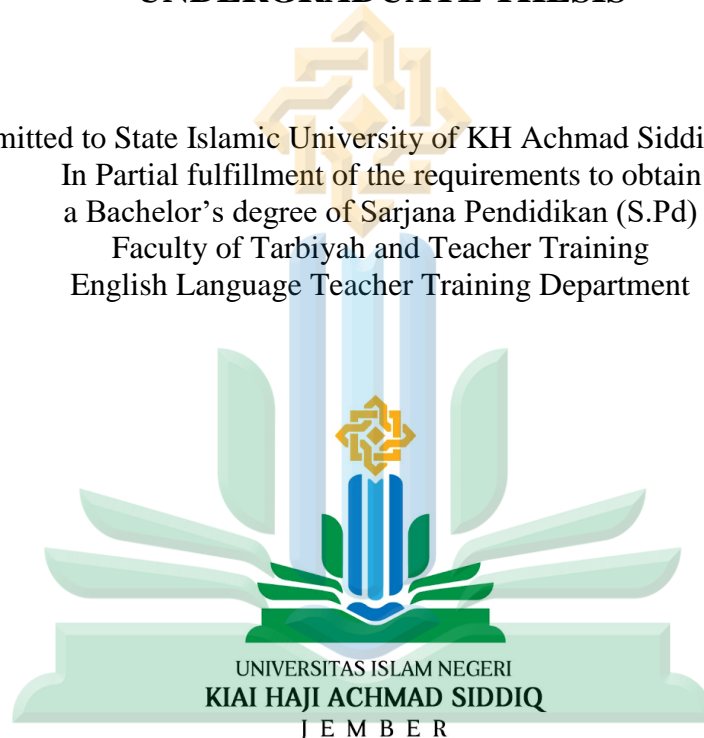 UNDERGRADUATE THESIS
mitted to State Islamic University of KH Achmad Siddi
In Partial fulfillment of the requirements to obtain
a Bachelor’s degree of Sarjana Pendidikan (S.Pd)
Faculty of Tarbiyah and Teacher Training
English Language Teacher Training Department
UNIVERSITAS ISLAM NEGERI
KIAI HAJI ACHMAD SIDDIQ
JEMBER